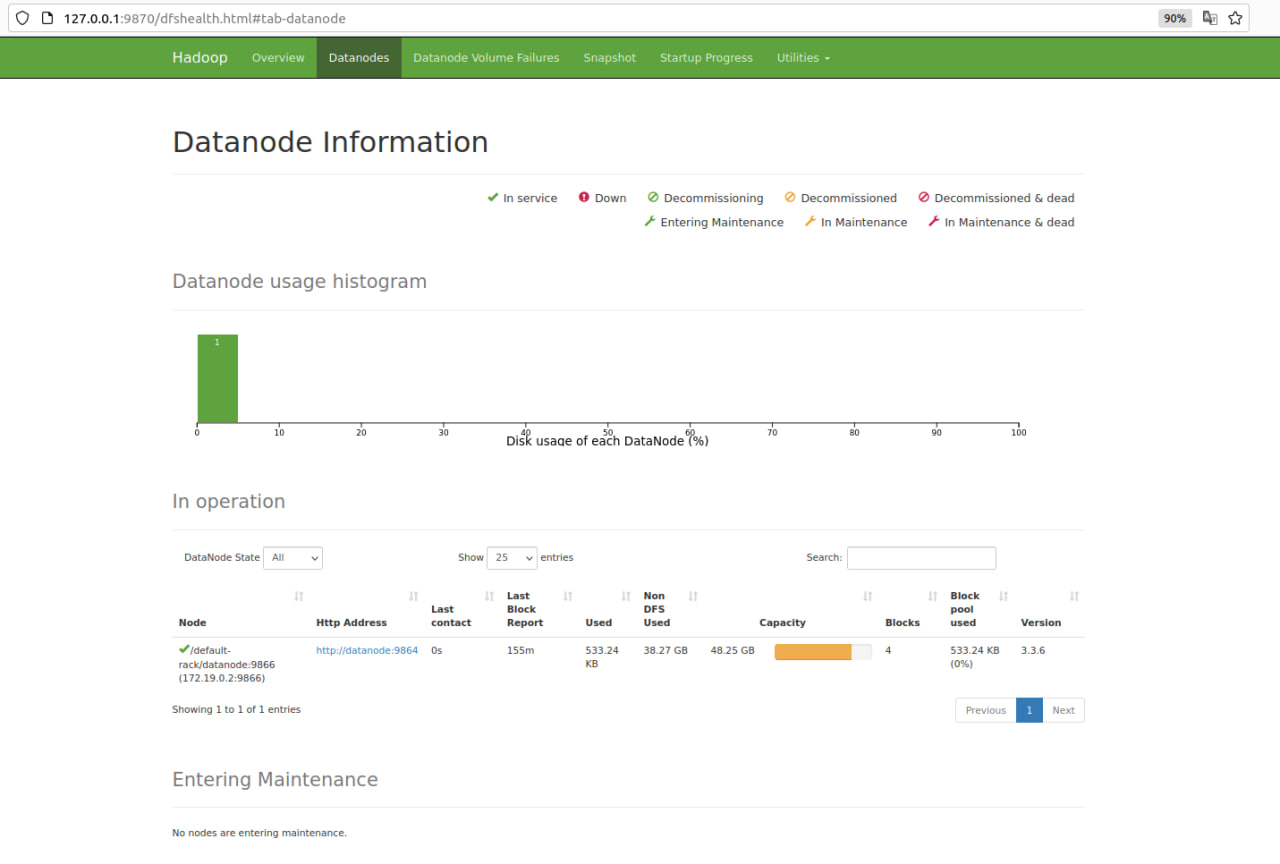 127.0.0.1:9870/dfshealth.html#tab-datanode 90%
Hadoop Overview Datanodes Datanode Volume Failures Snapshot Startup Progress Utilities
Datanode Information
In service Down Decommissioning Decommissioned Decommissioned & dead
Entering Maintenance In Maintenance In Maintenance & dead
Datanode usage histogram
1
0 10 20 30 40 50 60 70 80 90 100
Disk usage of each DataNode (%)
In operation
DataNode State All Show 25 entries Search:
Node Http Address Last contact Last Block Report Used Non DFS Used Capacity Blocks Block pool used Version
/default- http://datanode:9864 0s 155m 533.24 38.27 GB 48.25 GB 4 533.24 KB 3.3.6
rack/datanode:9866 KB (0%)
(172.19.0.2:9866)
Showing 1 to 1 of 1 entries Previous 1 Next
Entering Maintenance
No nodes are entering maintenance.